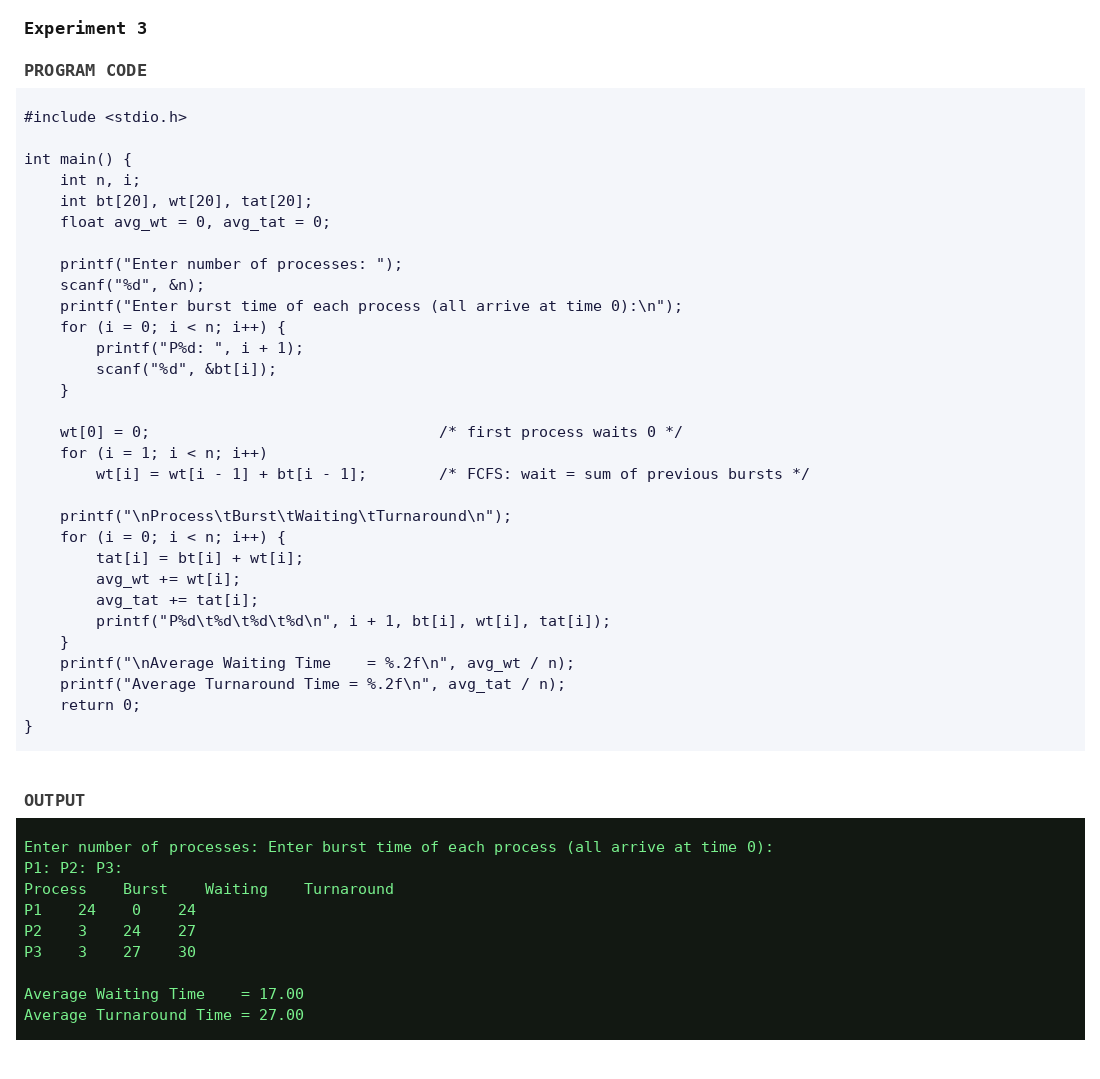 Experiment 3
PROGRAM CODE
#include <stdio.h>
int main() {
    int n, i;
    int bt[20], wt[20], tat[20];
    float avg_wt = 0, avg_tat = 0;
    printf("Enter number of processes: ");
    scanf("%d", &n);
    printf("Enter burst time of each process (all arrive at time 0):\n");
    for (i = 0; i < n; i++) {
        printf("P%d: ", i + 1);
        scanf("%d", &bt[i]);
    }
    wt[0] = 0;                                /* first process waits 0 */
    for (i = 1; i < n; i++)
        wt[i] = wt[i - 1] + bt[i - 1];        /* FCFS: wait = sum of previous bursts */
    printf("\nProcess\tBurst\tWaiting\tTurnaround\n");
    for (i = 0; i < n; i++) {
        tat[i] = bt[i] + wt[i];
        avg_wt += wt[i];
        avg_tat += tat[i];
        printf("P%d\t%d\t%d\t%d\n", i + 1, bt[i], wt[i], tat[i]);
    }
    printf("\nAverage Waiting Time    = %.2f\n", avg_wt / n);
    printf("Average Turnaround Time = %.2f\n", avg_tat / n);
    return 0;
}
OUTPUT
Enter number of processes: Enter burst time of each process (all arrive at time 0):
P1: P2: P3:
Process    Burst    Waiting    Turnaround
P1    24    0    24
P2    3    24    27
P3    3    27    30
Average Waiting Time    = 17.00
Average Turnaround Time = 27.00